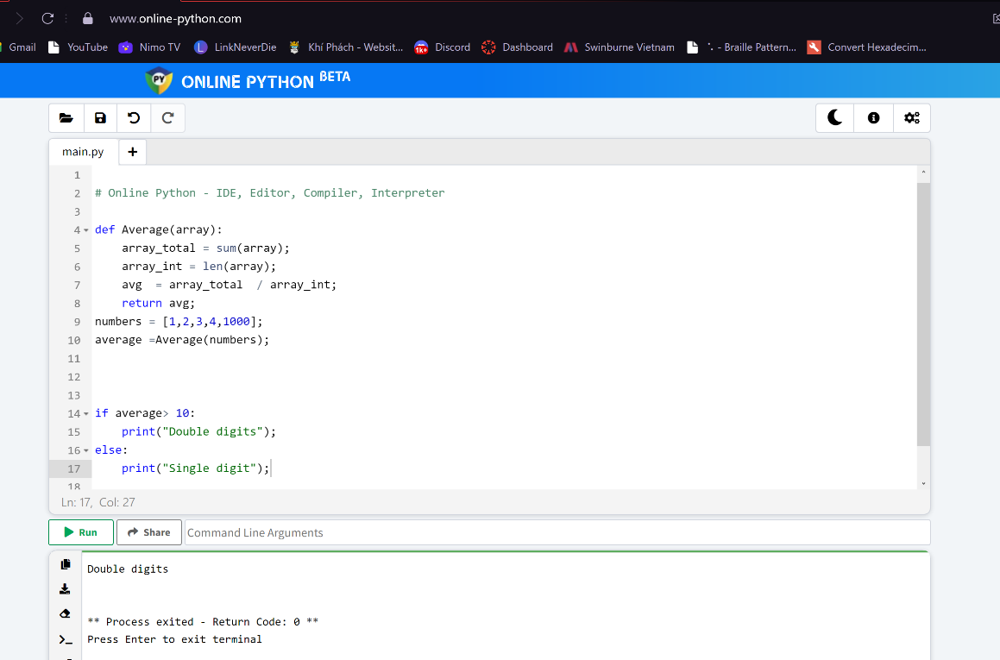 www.online-python.com
Gmail YouTube Nimo TV LinkNeverDie Khí Phách - Websit... Discord Dashboard Swinburne Vietnam ⠡ - Braille Pattern... Convert Hexadecim...
PY ONLINE PYTHON BETA
main.py +
1
2 # Online Python - IDE, Editor, Compiler, Interpreter
3
4 def Average(array):
5     array_total = sum(array);
6     array_int = len(array);
7     avg  = array_total  / array_int;
8     return avg;
9 numbers = [1,2,3,4,1000];
10 average =Average(numbers);
11
12
13
14 if average> 10:
15     print("Double digits");
16 else:
17     print("Single digit");
18
Ln: 17, Col: 27
Run Share Command Line Arguments
Double digits
** Process exited - Return Code: 0 **
Press Enter to exit terminal